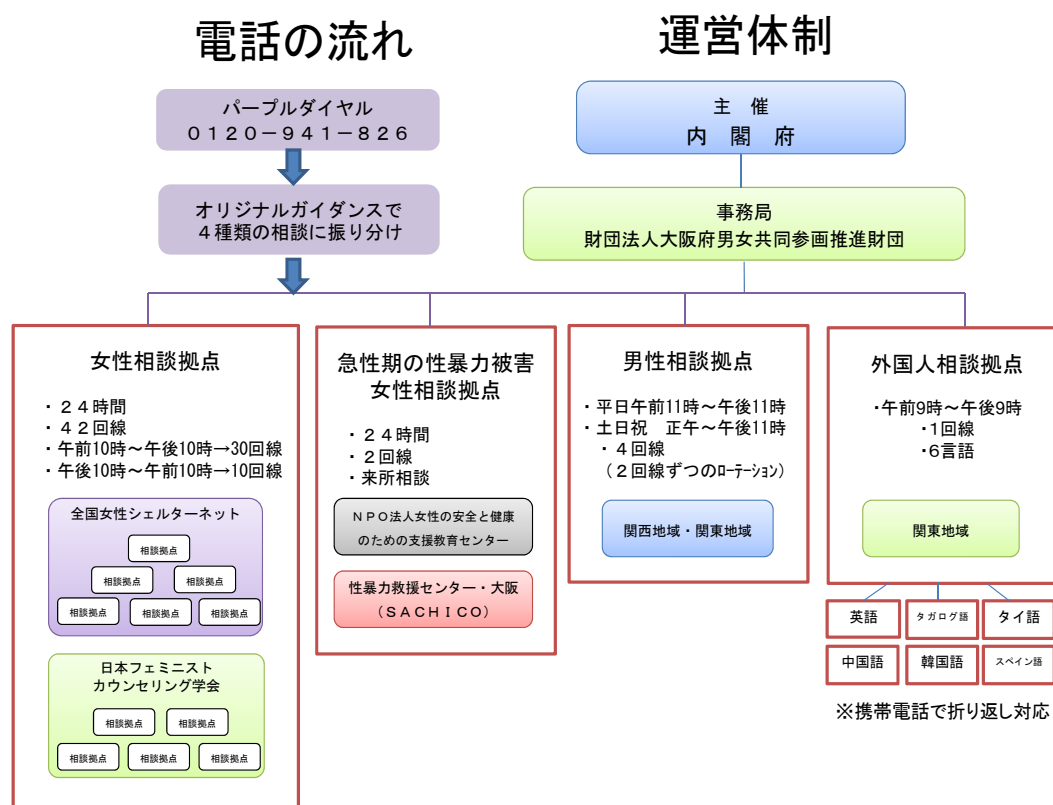 電話の流れ
運営体制
パープルダイヤル
０１２０－９４１－８２６
オリジナルガイダンスで
４種類の相談に振り分け
主　催
内　閣　府
事務局
財団法人大阪府男女共同参画推進財団
女性相談拠点
・２４時間
・４２回線
・午前10時～午後10時→30回線
・午後10時～午前10時→10回線
全国女性シェルターネット
相談拠点
相談拠点
相談拠点
相談拠点
相談拠点
相談拠点
日本フェミニスト
カウンセリング学会
相談拠点
相談拠点
相談拠点
相談拠点
相談拠点
急性期の性暴力被害
女性相談拠点
・２４時間
・２回線
・来所相談
ＮＰＯ法人女性の安全と健康
のための支援教育センター
性暴力救援センター・大阪
（ＳＡＣＨＩＣＯ）
男性相談拠点
・平日午前11時～午後11時
・土日祝　正午～午後11時
・４回線
（２回線ずつのﾛｰﾃｰｼｮﾝ）
関西地域・関東地域
外国人相談拠点
・午前9時～午後9時
・1回線
・6言語
関東地域
英語
タガログ語
タイ語
中国語
韓国語
スペイン語
※携帯電話で折り返し対応